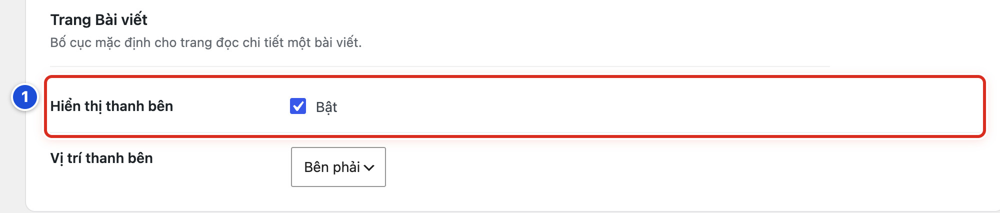 Trang Bài viết
Bố cục mặc định cho trang đọc chi tiết một bài viết.
1
Hiển thị thanh bên
Bật
Vị trí thanh bên
Bên phải